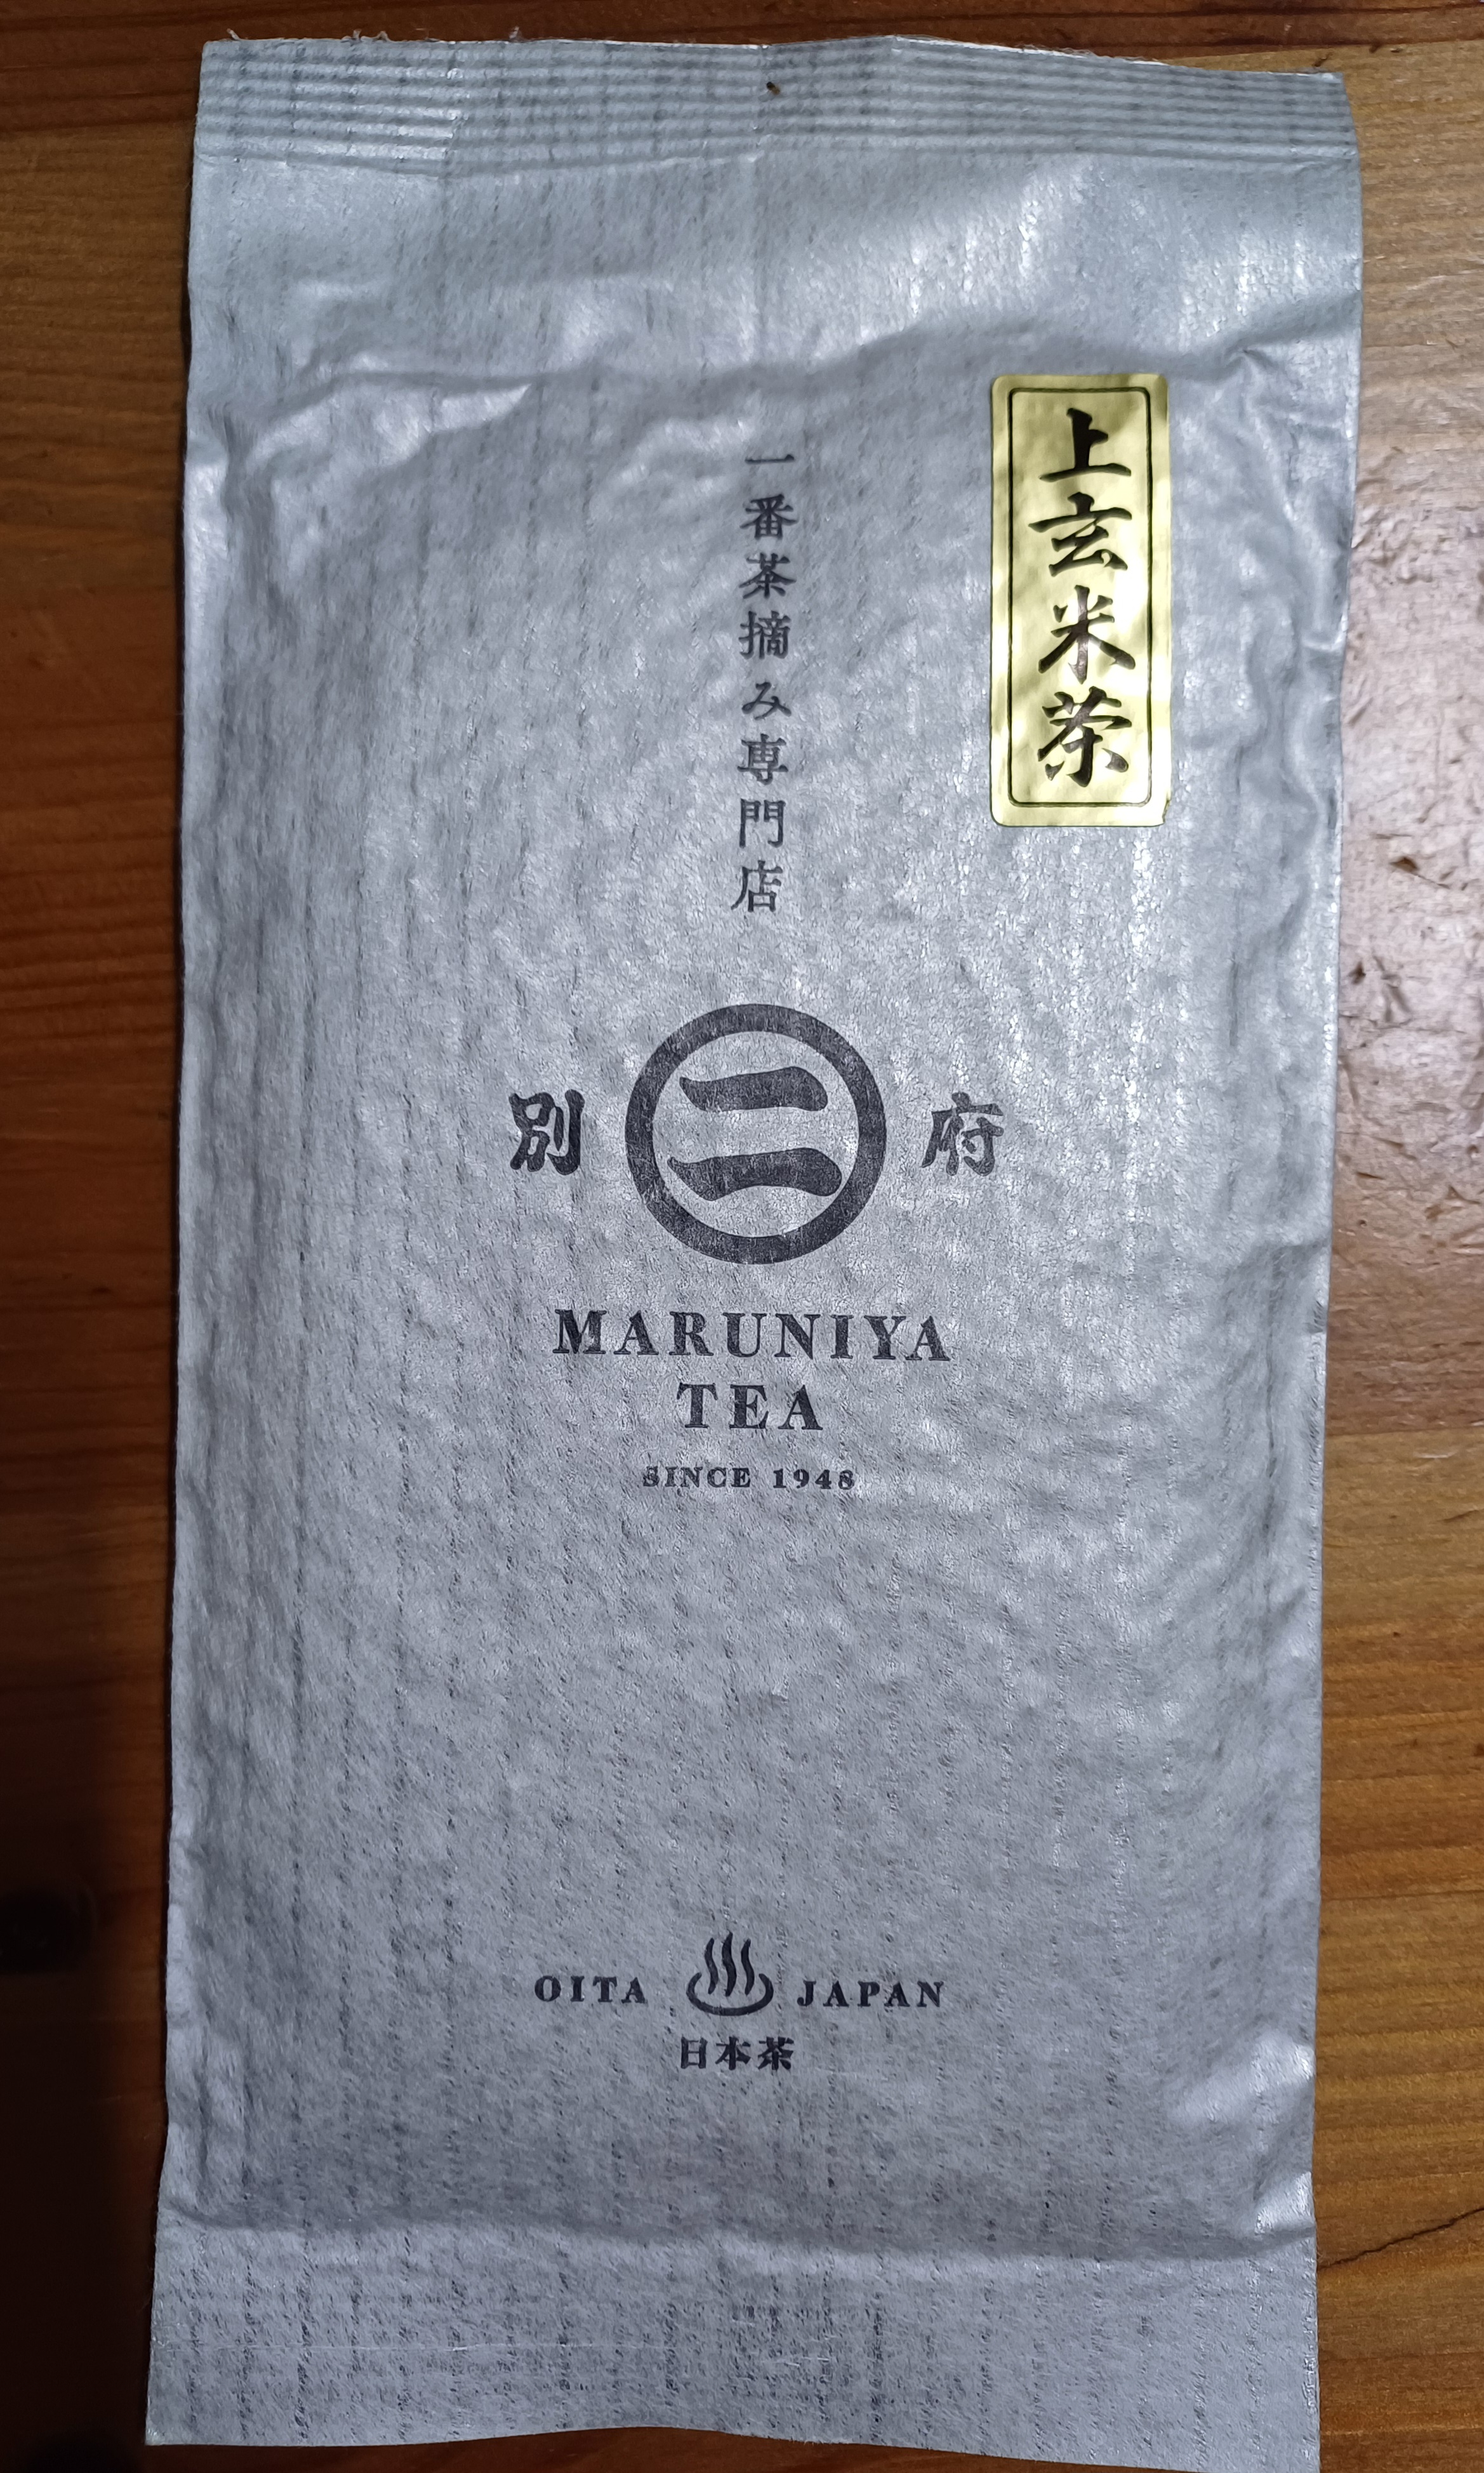 上玄米茶
一番茶摘み専門店
別 二 府
MARUNIYA
TEA
SINCE 1948
OITA JAPAN
日本茶